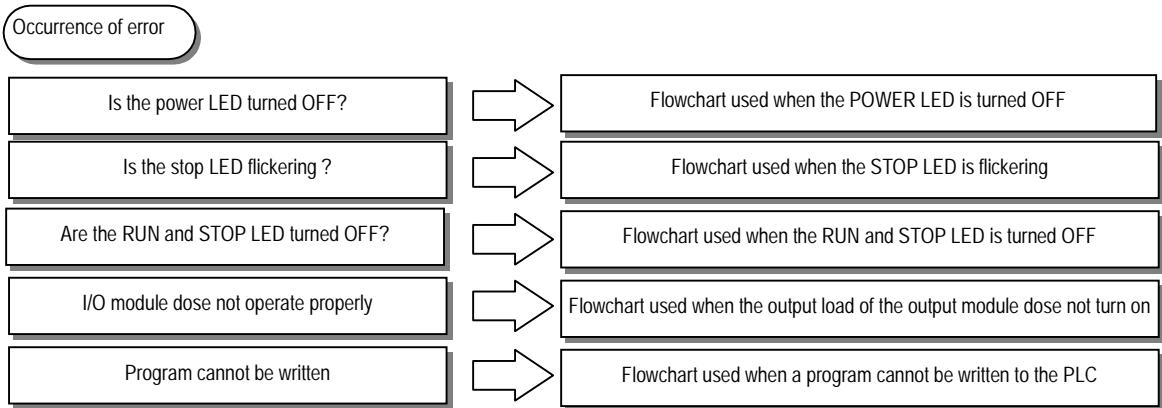 Occurrence of error
Is the power LED turned OFF?
Flowchart used when the POWER LED is turned OFF
Is the stop LED flickering ?
Flowchart used when the STOP LED is flickering
Are the RUN and STOP LED turned OFF?
Flowchart used when the RUN and STOP LED is turned OFF
I/O module dose not operate properly
Flowchart used when the output load of the output module dose not turn on
Program cannot be written
Flowchart used when a program cannot be written to the PLC